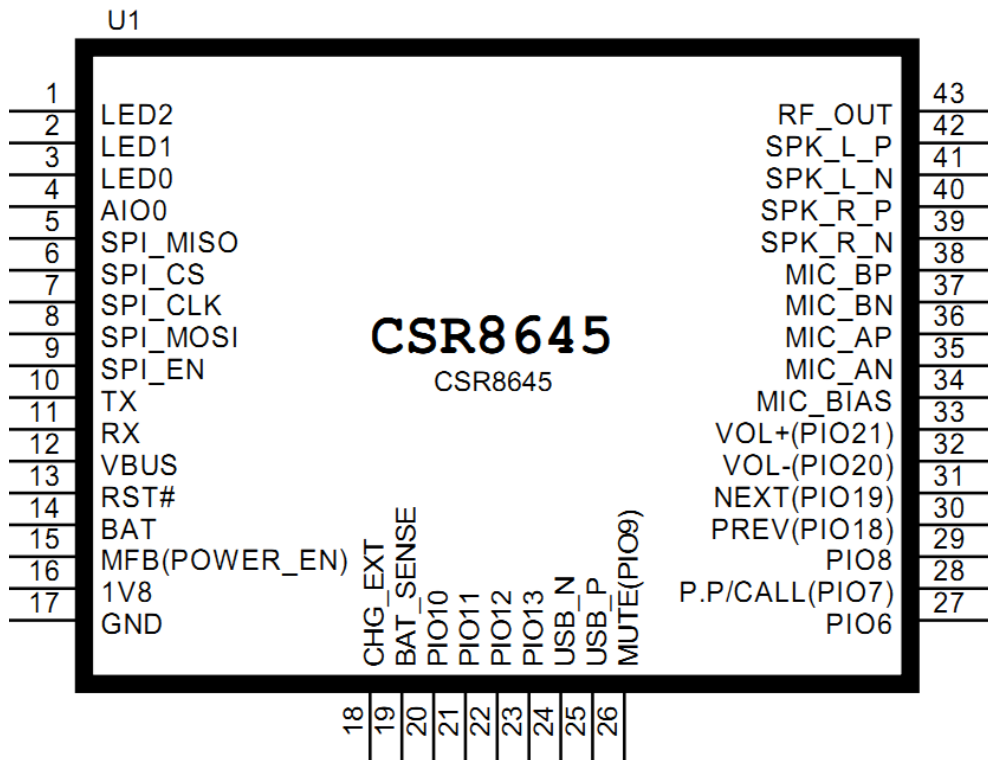 U1
1 LED2
2 LED1
3 LED0
4 AIO0
5 SPI_MISO
6 SPI_CS
7 SPI_CLK
8 SPI_MOSI
9 SPI_EN
10 TX
11 RX
12 VBUS
13 RST#
14 BAT
15 MFB(POWER_EN)
16 1V8
17 GND
CSR8645
CSR8645
18 CHG_EXT
19 BAT_SENSE
20 PIO10
21 PIO11
22 PIO12
23 PIO13
24 USB_N
25 USB_P
26 MUTE(PIO9)
RF_OUT 43
SPK_L_P 42
SPK_L_N 41
SPK_R_P 40
SPK_R_N 39
MIC_BP 38
MIC_BN 37
MIC_AP 36
MIC_AN 35
MIC_BIAS 34
VOL+(PIO21) 33
VOL-(PIO20) 32
NEXT(PIO19) 31
PREV(PIO18) 30
PIO8 29
P.P/CALL(PIO7) 28
PIO6 27